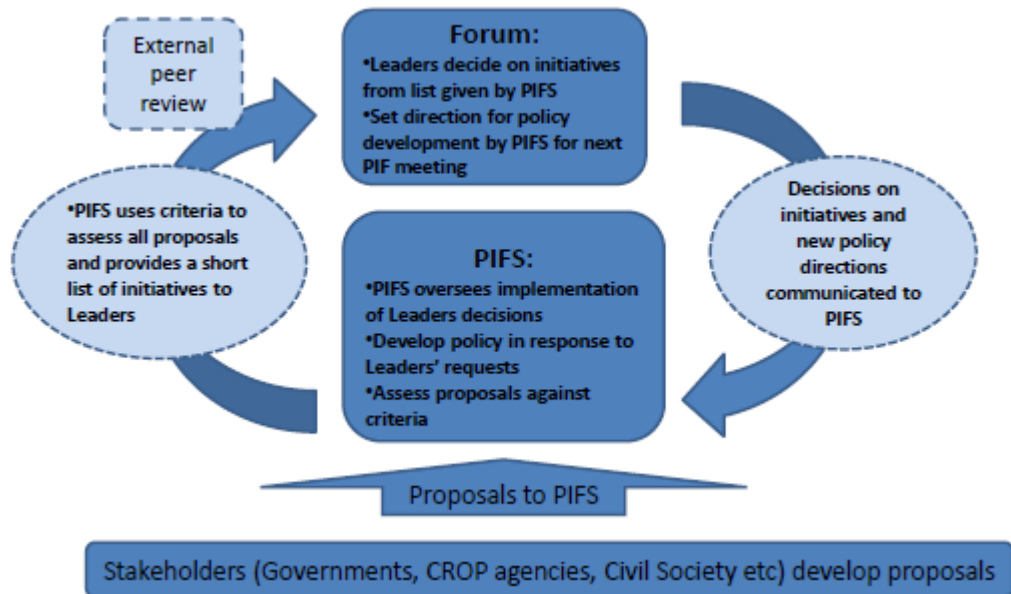 External
peer
review
Forum:
•Leaders decide on initiatives
from list given by PIFS
•Set direction for policy
development by PIFS for next
PIF meeting
•PIFS uses criteria to
assess all proposals
and provides a short
list of initiatives to
Leaders
Decisions on
initiatives and
new policy
directions
communicated to
PIFS
PIFS:
•PIFS oversees implementation
of Leaders decisions
•Develop policy in response to
Leaders' requests
•Assess proposals against
criteria
Proposals to PIFS
Stakeholders (Governments, CROP agencies, Civil Society etc) develop proposals